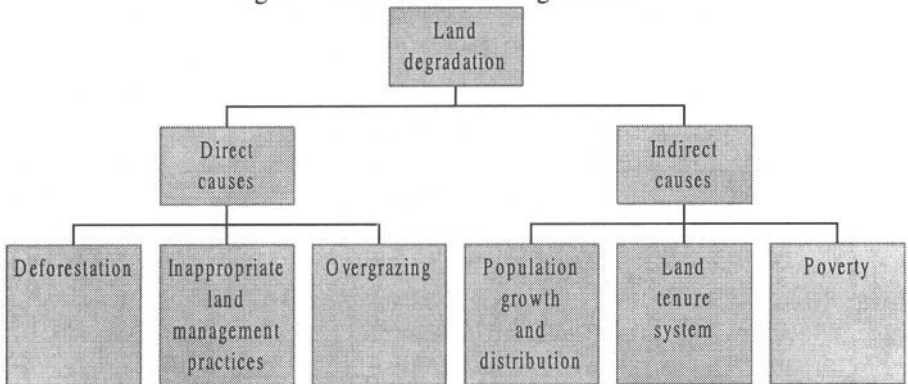 Land
degradation
Direct
causes
Indirect
causes
Deforestation
Inappropriate
land
management
practices
Overgrazing
Population
growth
and
distribution
Land
tenure
system
Poverty